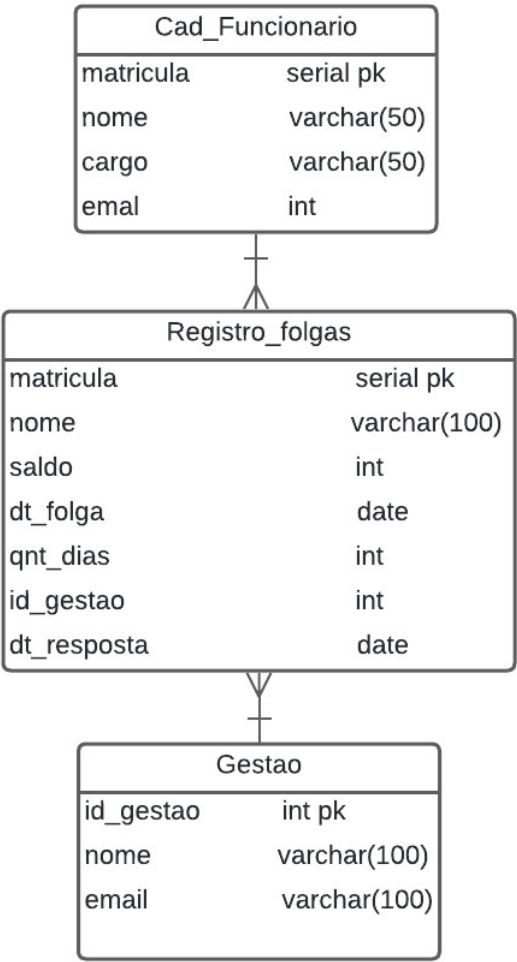 Cad_Funcionario
matricula serial pk
nome varchar(50)
cargo varchar(50)
emal int
Registro_folgas
matricula serial pk
nome varchar(100)
saldo int
dt_folga date
qnt_dias int
id_gestao int
dt_resposta date
Gestao
id_gestao int pk
nome varchar(100)
email varchar(100)